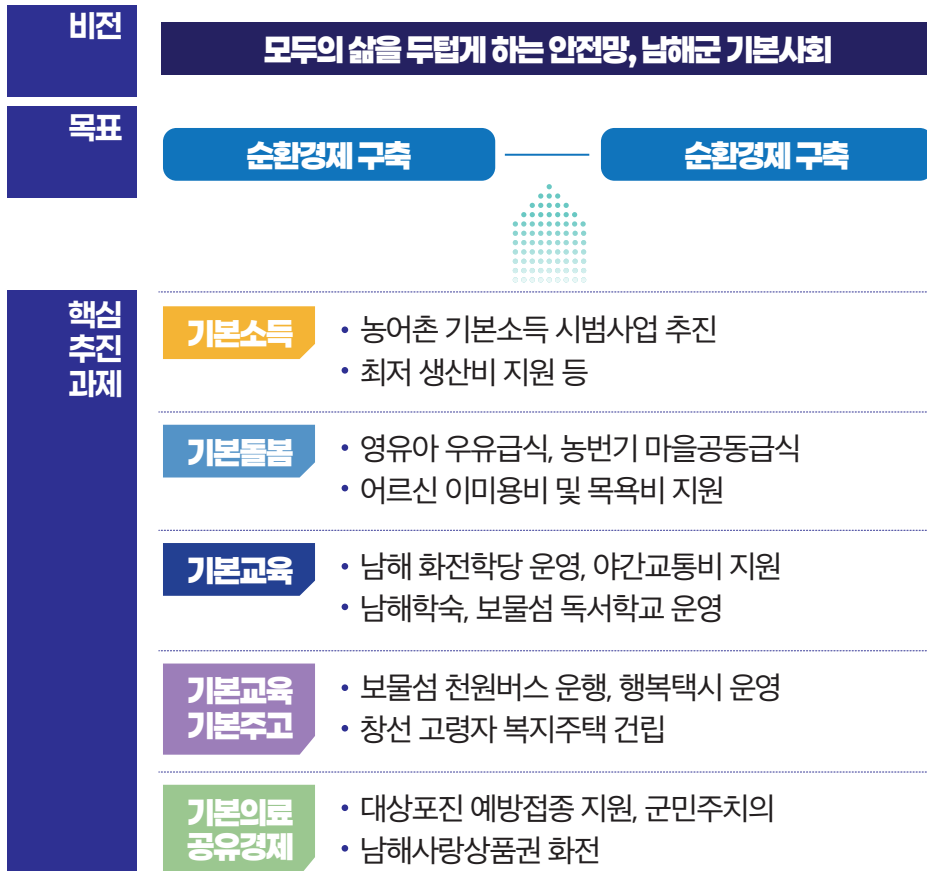 비전
모두의 삶을 두텁게 하는 안전망, 남해군 기본사회
목표
순환경제 구축
순환경제 구축
핵심
추진
과제
기본소득
• 농어촌 기본소득 시범사업 추진
• 최저 생산비 지원 등
기본돌봄
• 영유아 우유급식, 농번기 마을공동급식
• 어르신 이미용비 및 목욕비 지원
기본교육
• 남해 화전학당 운영, 야간교통비 지원
• 남해학숙, 보물섬 독서학교 운영
기본교육
기본주고
• 보물섬 천원버스 운행, 행복택시 운영
• 창선 고령자 복지주택 건립
기본의료
공유경제
• 대상포진 예방접종 지원, 군민주치의
• 남해사랑상품권 화전